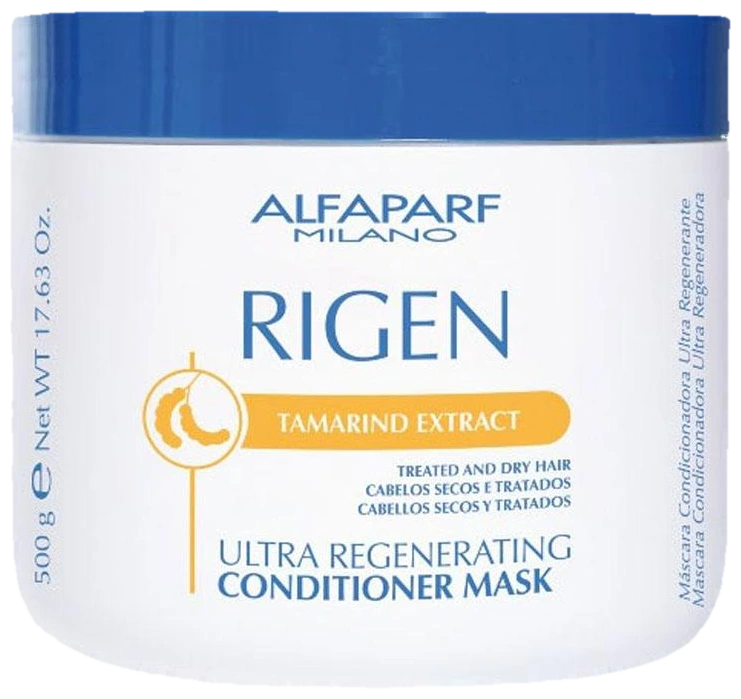 ALFAPARF
MILANO
RIGEN
TAMARIND EXTRACT
TREATED AND DRY HAIR
CABELOS SECOS E TRATADOS
CABELLOS SECOS Y TRATADOS
ULTRA REGENERATING
CONDITIONER MASK
500 g e Net WT 17.63 Oz.
Máscara Condicionadora Ultra Regenerante
Mascara Condicionadora Ultra Regeneradora